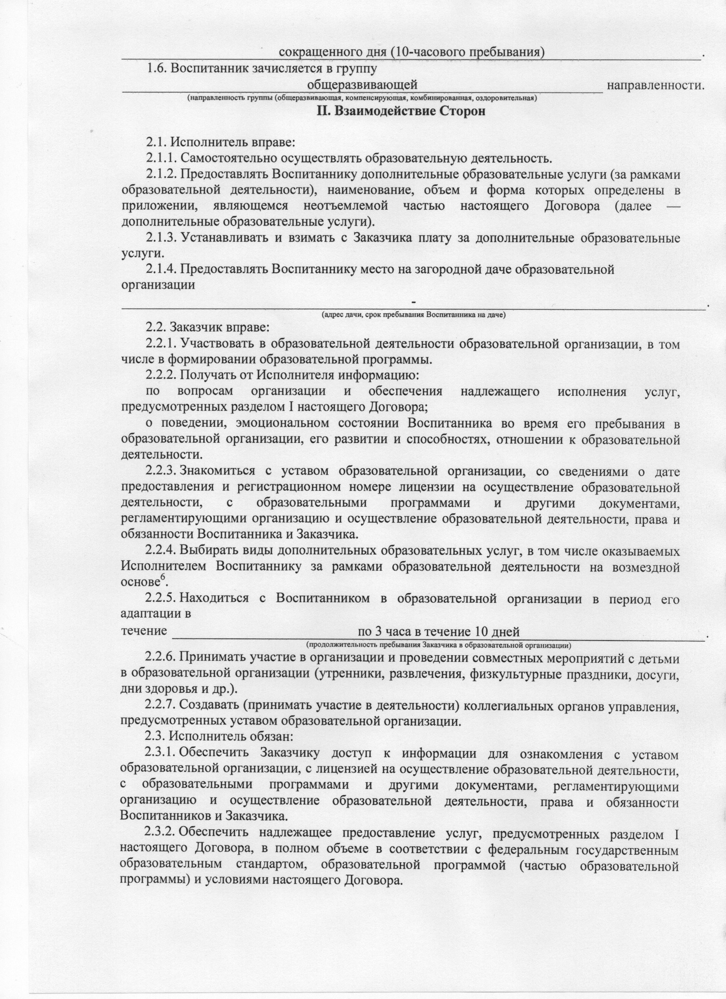 сокращенного дня (10-часового пребывания).
1.6. Воспитанник зачисляется в группу
общеразвивающей направленности.
(направленность группы (общеразвивающая, компенсирующая, комбинированная, оздоровительная)
II. Взаимодействие Сторон
2.1. Исполнитель вправе:
2.1.1. Самостоятельно осуществлять образовательную деятельность.
2.1.2. Предоставлять Воспитаннику дополнительные образовательные услуги (за рамками
образовательной деятельности), наименование, объем и форма которых определены в
приложении, являющемся неотъемлемой частью настоящего Договора (далее —
дополнительные образовательные услуги).
2.1.3. Устанавливать и взимать с Заказчика плату за дополнительные образовательные
услуги.
2.1.4. Предоставлять Воспитаннику место на загородной даче образовательной
организации
-.
(адрес дачи, срок пребывания Воспитанника на даче)
2.2. Заказчик вправе:
2.2.1. Участвовать в образовательной деятельности образовательной организации, в том
числе в формировании образовательной программы.
2.2.2. Получать от Исполнителя информацию:
по вопросам организации и обеспечения надлежащего исполнения услуг,
предусмотренных разделом I настоящего Договора;
о поведении, эмоциональном состоянии Воспитанника во время его пребывания в
образовательной организации, его развитии и способностях, отношении к образовательной
деятельности.
2.2.3. Знакомиться с уставом образовательной организации, со сведениями о дате
предоставления и регистрационном номере лицензии на осуществление образовательной
деятельности, с образовательными программами и другими документами,
регламентирующими организацию и осуществление образовательной деятельности, права и
обязанности Воспитанника и Заказчика.
2.2.4. Выбирать виды дополнительных образовательных услуг, в том числе оказываемых
Исполнителем Воспитаннику за рамками образовательной деятельности на возмездной
основе⁶.
2.2.5. Находиться с Воспитанником в образовательной организации в период его
адаптации в
течение по 3 часа в течение 10 дней.
(продолжительность пребывания Заказчика в образовательной организации)
2.2.6. Принимать участие в организации и проведении совместных мероприятий с детьми
в образовательной организации (утренники, развлечения, физкультурные праздники, досуги,
дни здоровья и др.).
2.2.7. Создавать (принимать участие в деятельности) коллегиальных органов управления,
предусмотренных уставом образовательной организации.
2.3. Исполнитель обязан:
2.3.1. Обеспечить Заказчику доступ к информации для ознакомления с уставом
образовательной организации, с лицензией на осуществление образовательной деятельности,
с образовательными программами и другими документами, регламентирующими
организацию и осуществление образовательной деятельности, права и обязанности
Воспитанников и Заказчика.
2.3.2. Обеспечить надлежащее предоставление услуг, предусмотренных разделом I
настоящего Договора, в полном объеме в соответствии с федеральным государственным
образовательным стандартом, образовательной программой (частью образовательной
программы) и условиями настоящего Договора.